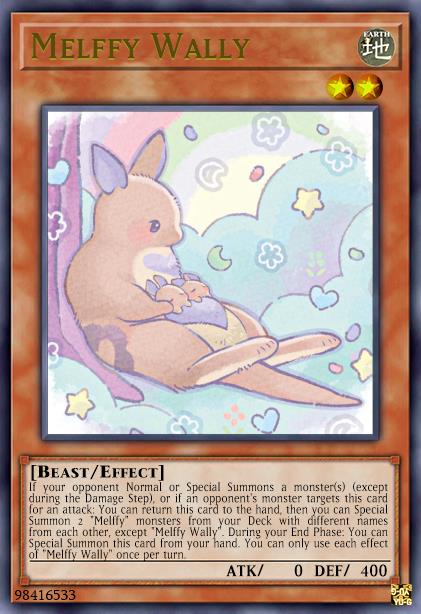 MELFFY WALLY
EARTH
地
[BEAST/EFFECT]
If your opponent Normal or Special Summons a monster(s) (except
during the Damage Step), or if an opponent's monster targets this card
for an attack: You can return this card to the hand, then you can Special
Summon 2 "Melffy" monsters from your Deck with different names
from each other, except "Melffy Wally". During your End Phase: You can
Special Summon this card from your hand. You can only use each effect
of "Melffy Wally" once per turn.
ATK/ 0 DEF/ 400
98416533